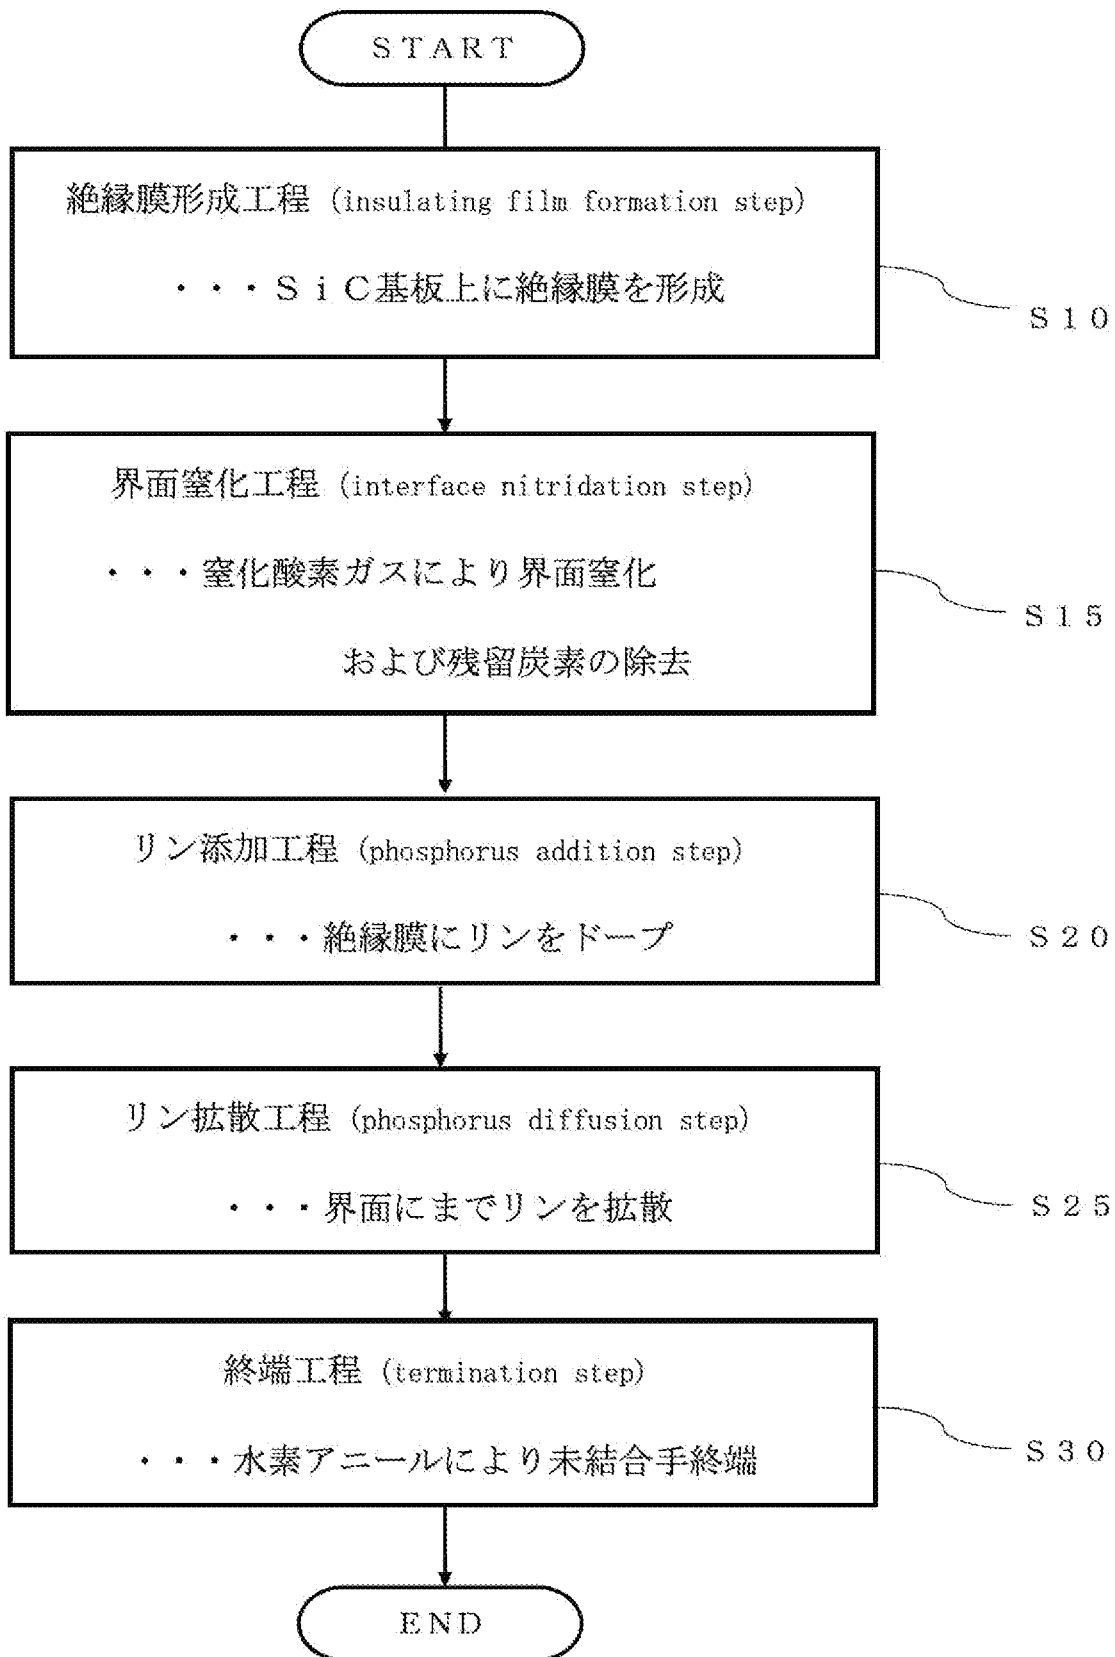 ＳＴＡＲＴ
絶縁膜形成工程 (insulating film formation step)
・・・ＳｉＣ基板上に絶縁膜を形成
Ｓ１０
界面窒化工程 (interface nitridation step)
・・・窒化酸素ガスにより界面窒化
Ｓ１５
および残留炭素の除去
リン添加工程 (phosphorus addition step)
・・・絶縁膜にリンをドープ
Ｓ２０
リン拡散工程 (phosphorus diffusion step)
・・・界面にまでリンを拡散
Ｓ２５
終端工程 (termination step)
・・・水素アニールにより未結合手終端
Ｓ３０
ＥＮＤ